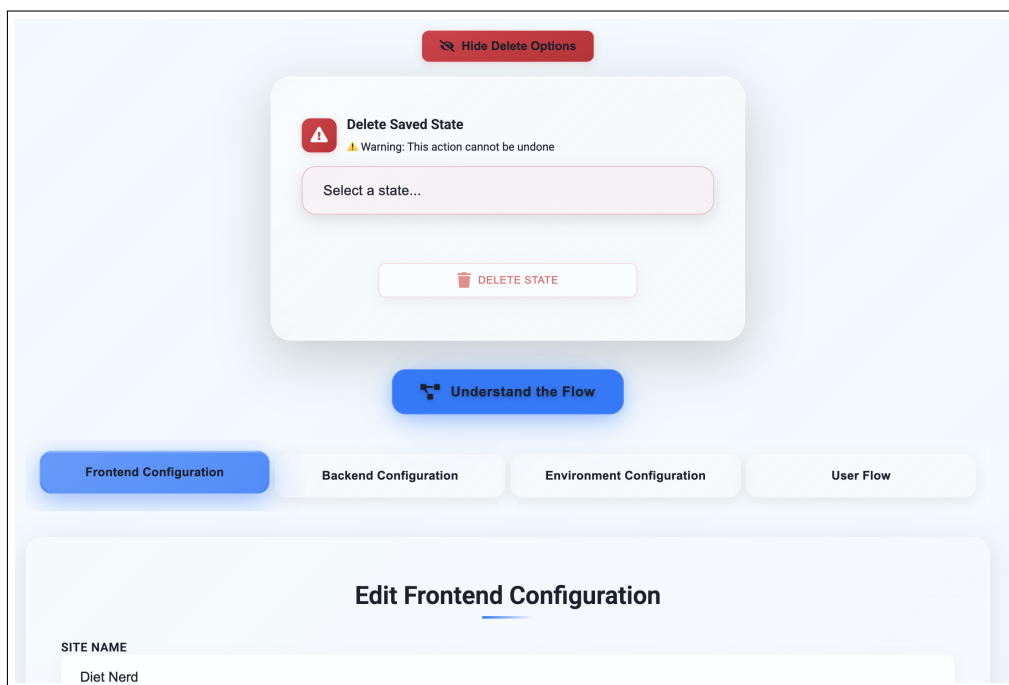 Hide Delete Options
Delete Saved State
⚠️ Warning: This action cannot be undone
Select a state...
DELETE STATE
Understand the Flow
Frontend Configuration
Backend Configuration
Environment Configuration
User Flow
Edit Frontend Configuration
SITE NAME
Diet Nerd